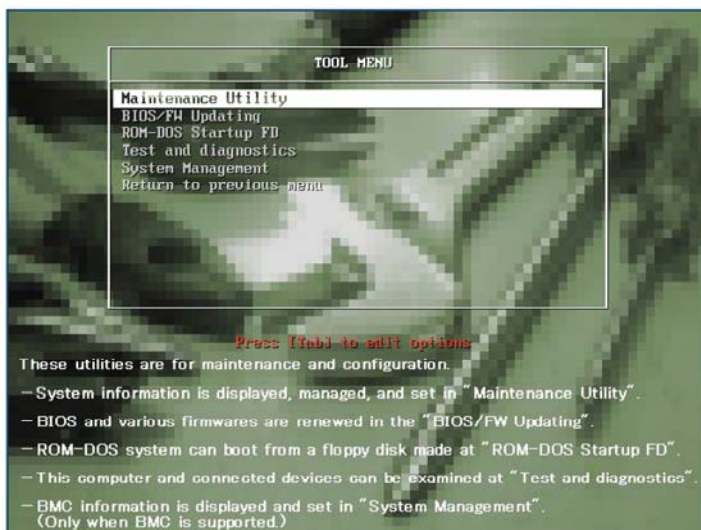 TOOL MENU
Maintenance Utility
BIOS/FW Updating
ROM-DOS Startup FD
Test and diagnostics
System Management
Return to previous menu
Press [Tab] to edit options
These utilities are for maintenance and configuration.
－System information is displayed, managed, and set in "Maintenance Utility".
－BIOS and various firmwares are renewed in the "BIOS/FW Updating".
－ROM-DOS system can boot from a floppy disk made at "ROM-DOS Startup FD".
－This computer and connected devices can be examined at "Test and diagnostics".
－BMC information is displayed and set in "System Management".
(Only when BMC is supported.)